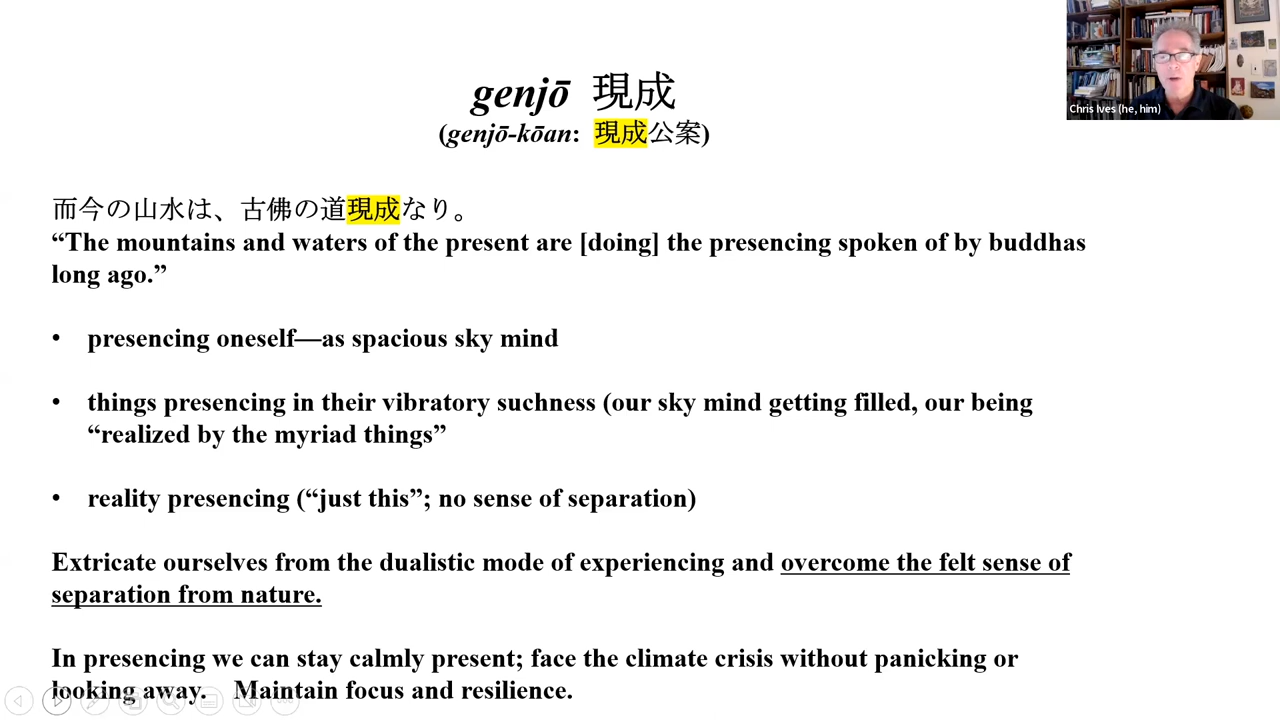 genjō 現成
(genjō-kōan: 現成公案)
而今の山水は、古佛の道現成なり。
“The mountains and waters of the present are [doing] the presencing spoken of by buddhas
long ago.”
• presencing oneself—as spacious sky mind
• things presencing in their vibratory suchness (our sky mind getting filled, our being
“realized by the myriad things”
• reality presencing (“just this”; no sense of separation)
Extricate ourselves from the dualistic mode of experiencing and overcome the felt sense of
separation from nature.
In presencing we can stay calmly present; face the climate crisis without panicking or
looking away. Maintain focus and resilience.
Chris Ives (he, him)